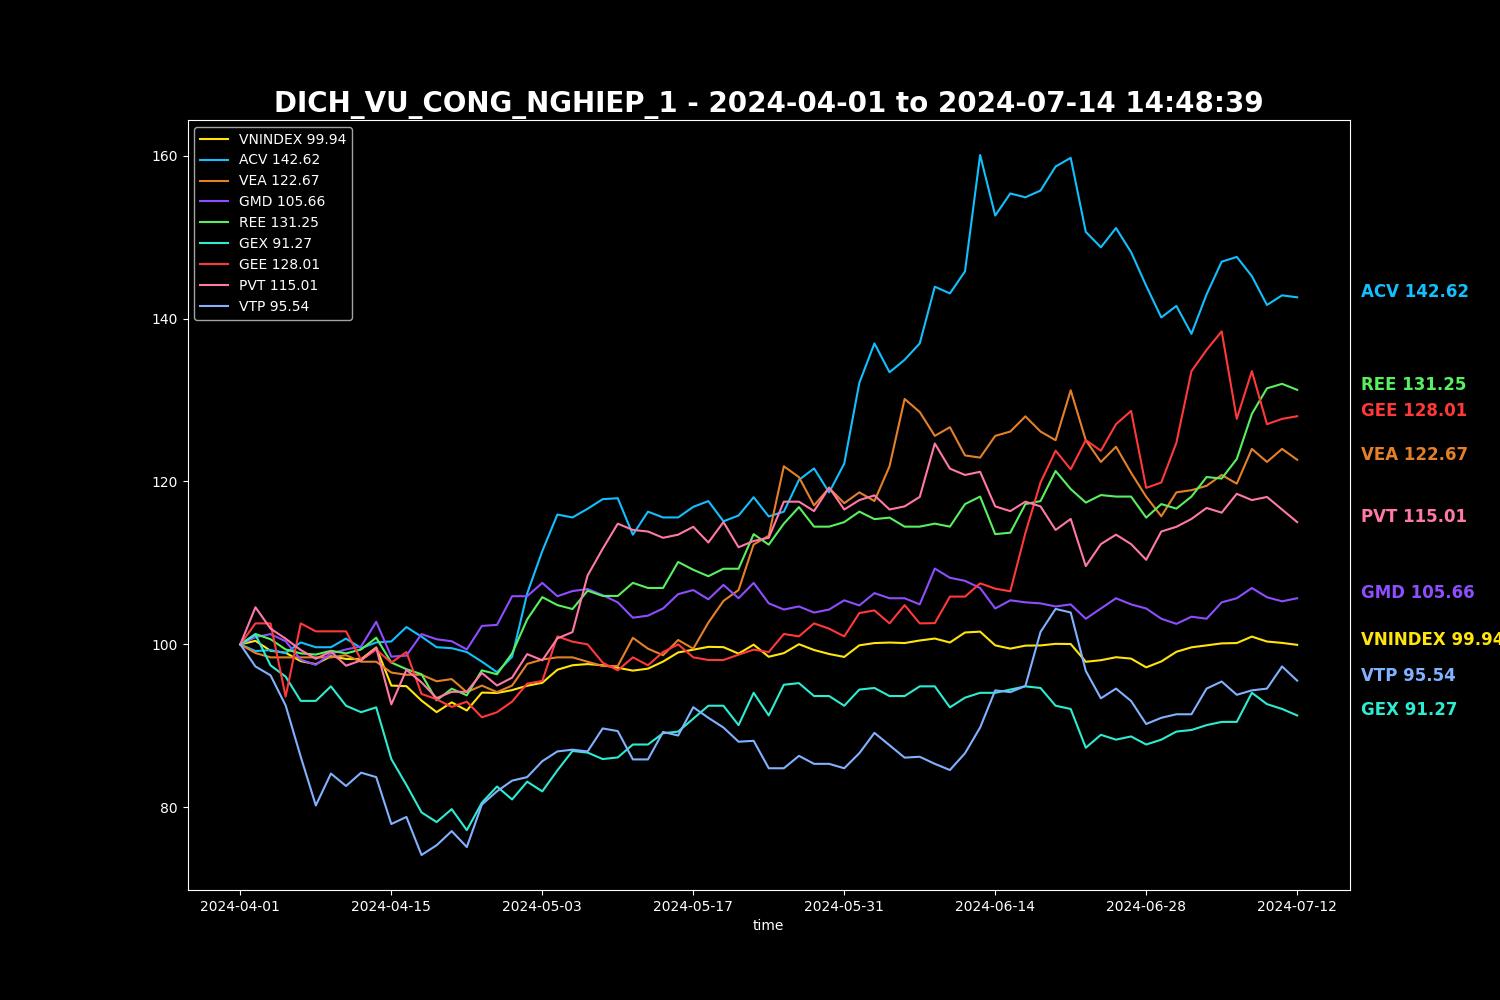 DICH_VU_CONG_NGHIEP_1 - 2024-04-01 to 2024-07-14 14:48:39
VNINDEX 99.94
ACV 142.62
VEA 122.67
GMD 105.66
REE 131.25
GEX 91.27
GEE 128.01
PVT 115.01
VTP 95.54
160
140
120
100
80
ACV 142.62
REE 131.25
GEE 128.01
VEA 122.67
PVT 115.01
GMD 105.66
VNINDEX 99.94
VTP 95.54
GEX 91.27
2024-04-01
2024-04-15
2024-05-03
2024-05-17
2024-05-31
2024-06-14
2024-06-28
2024-07-12
time